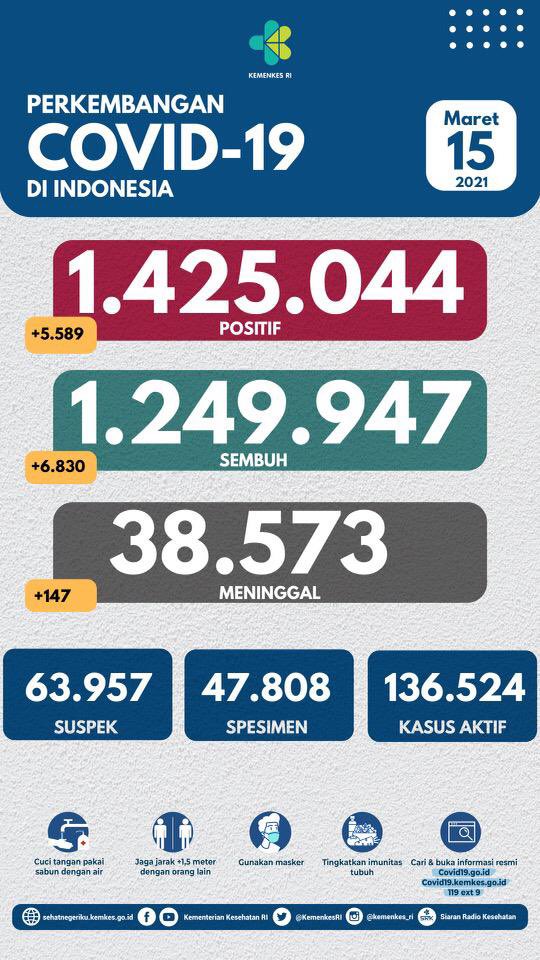 KEMENKES RI
PERKEMBANGAN
COVID-19
DI INDONESIA
Maret
15
2021
1.425.044
POSITIF
+5.589
1.249.947
SEMBUH
+6.830
38.573
MENINGGAL
+147
63.957
SUSPEK
47.808
SPESIMEN
136.524
KASUS AKTIF
Cuci tangan pakai
sabun dengan air
Jaga jarak +1,5 meter
dengan orang lain
Gunakan masker
Tingkatkan imunitas
tubuh
Cari & buka informasi resmi
Covid19.go.id
Covid19.kemkes.go.id
119 ext 9
sehatnegeriku.kemkes.go.id Kementerian Kesehatan RI @KemenkesRI @kemenkes_ri SRK Siaran Radio Kesehatan